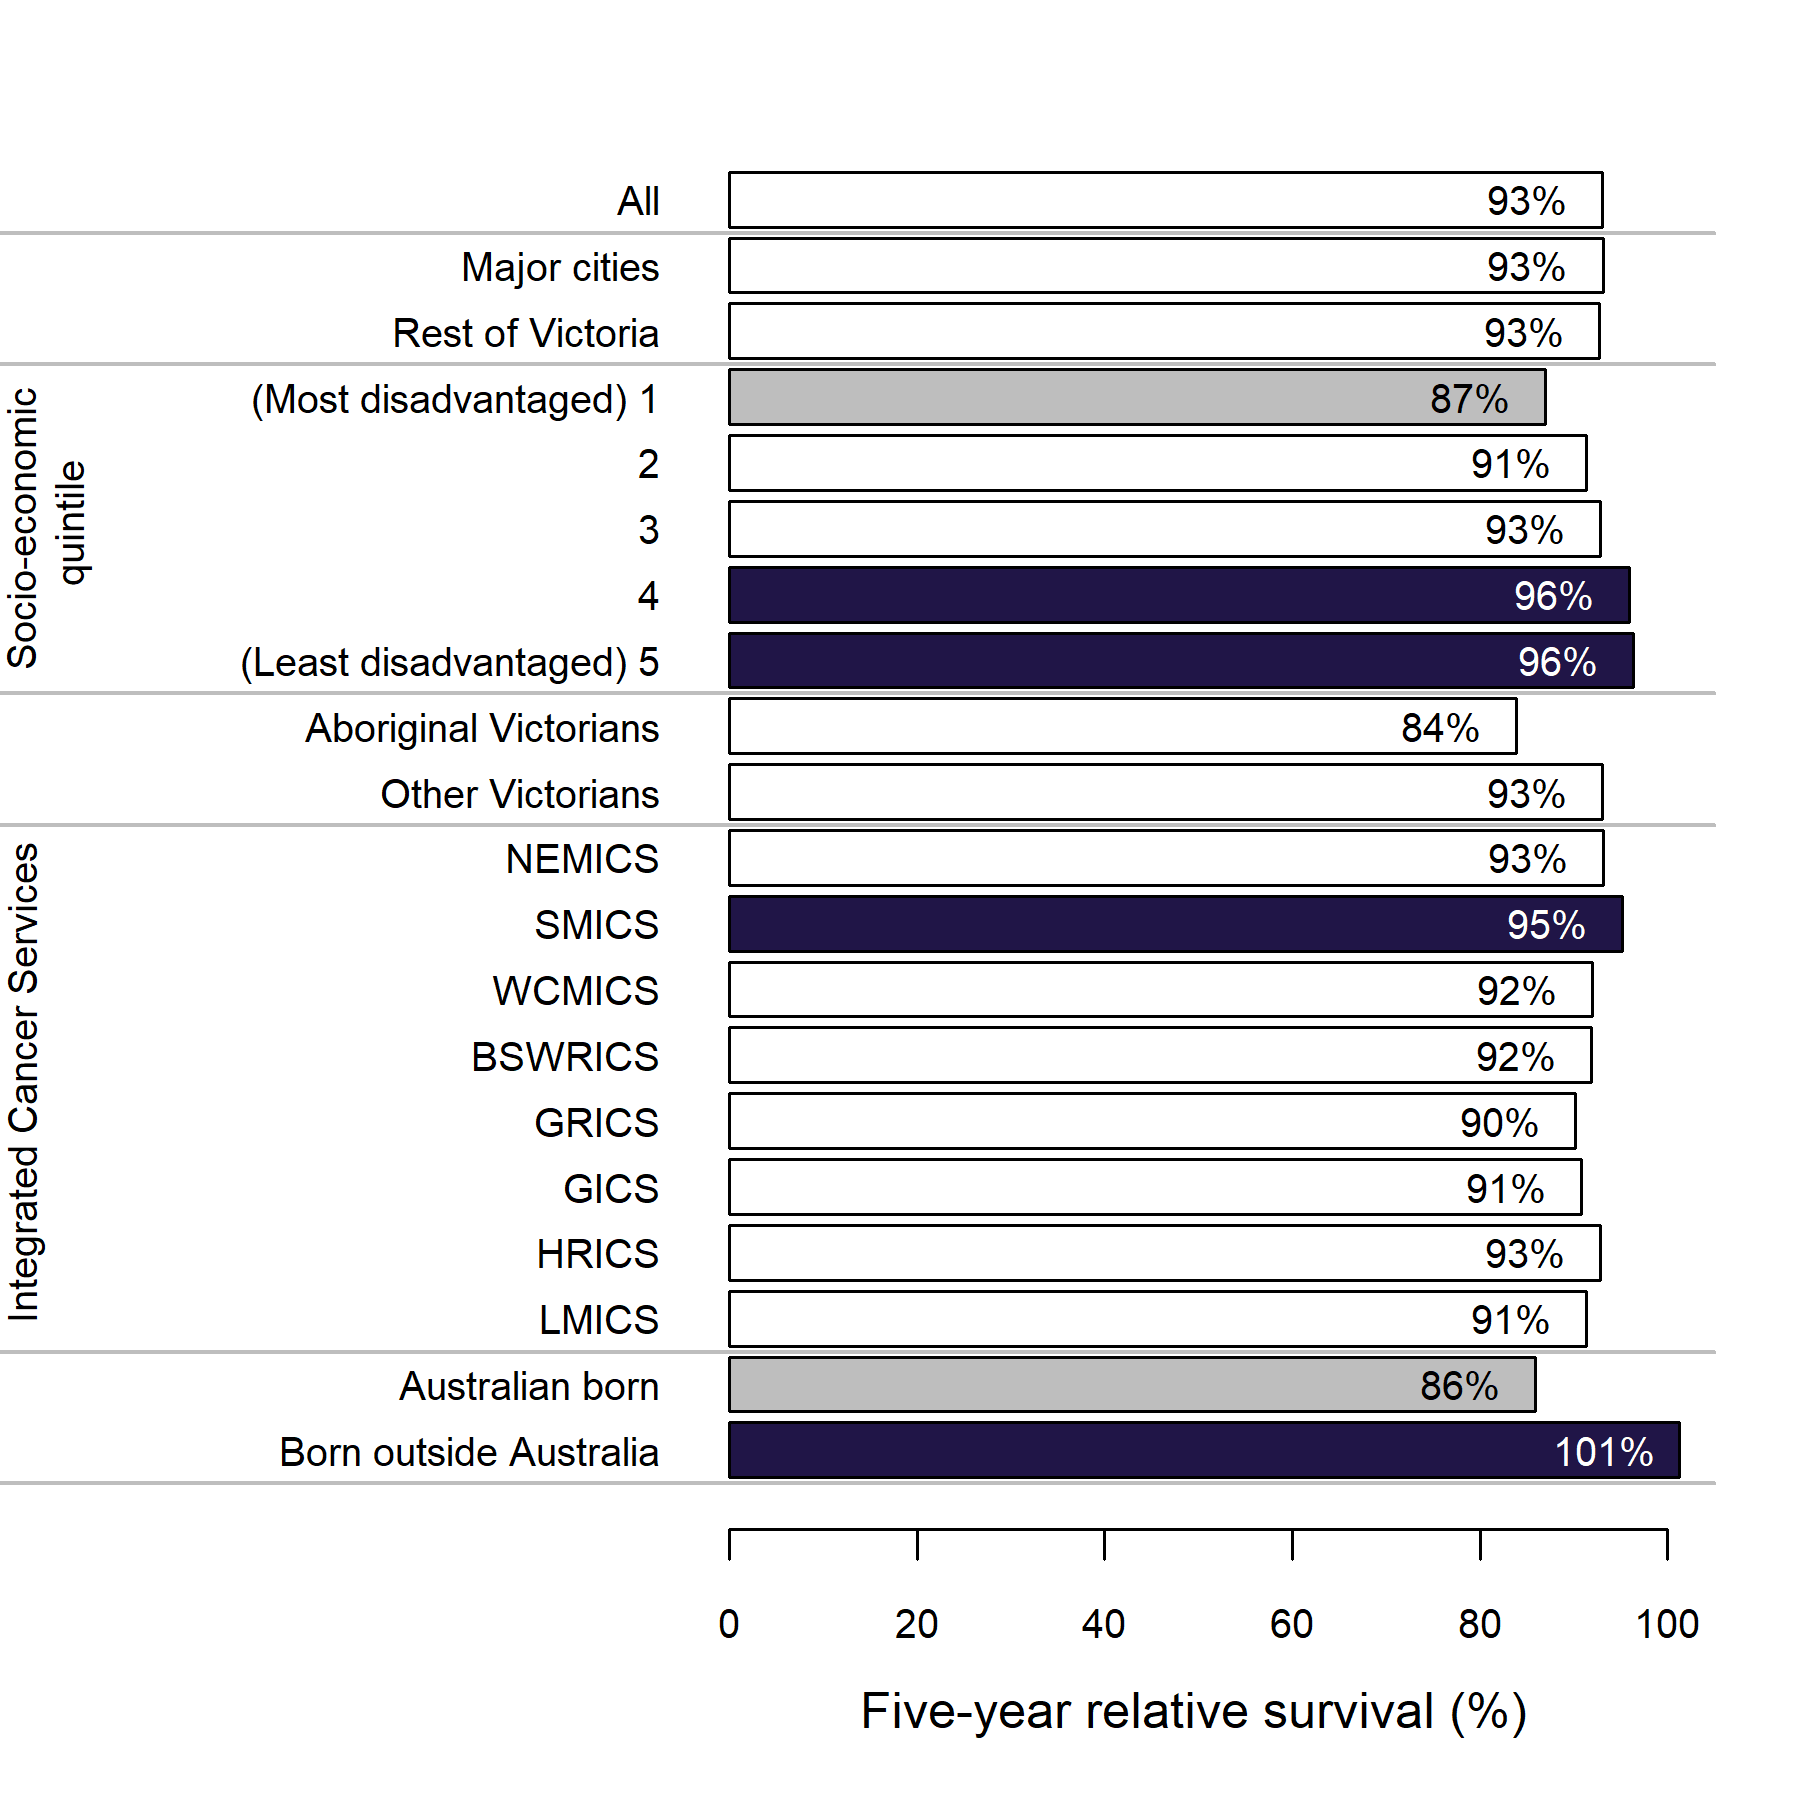 All 93%
Major cities 93%
Rest of Victoria 93%
Socio-economic
quintile
(Most disadvantaged) 1 87%
2 91%
3 93%
4 96%
(Least disadvantaged) 5 96%
Aboriginal Victorians 84%
Other Victorians 93%
Integrated Cancer Services
NEMICS 93%
SMICS 95%
WCMICS 92%
BSWRICS 92%
GRICS 90%
GICS 91%
HRICS 93%
LMICS 91%
Australian born 86%
Born outside Australia 101%
0 20 40 60 80 100
Five-year relative survival (%)